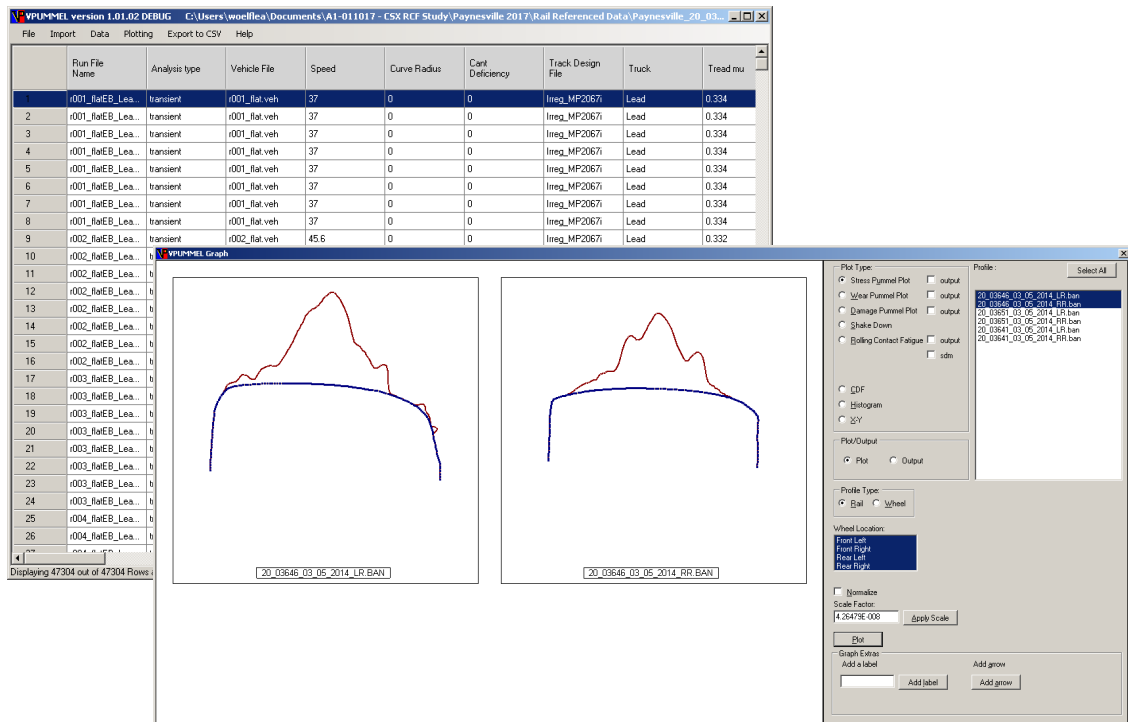 VPUMMEL version 1.01.02 DEBUG C:\Users\woelflea\Documents\A1-011017 - CSX RCF Study\Paynesville 2017\Rail Referenced Data\Paynesville_20_03...
File Import Data Plotting Export to CSV Help
Run File Name Analysis type Vehicle File Speed Curve Radius Cant Deficiency Track Design File Truck Tread mu
1 r001_flatEB_Lea... transient r001_flat.veh 37 0 0 Irreg_MP2067i Lead 0.334
2 r001_flatEB_Lea... transient r001_flat.veh 37 0 0 Irreg_MP2067i Lead 0.334
3 r001_flatEB_Lea... transient r001_flat.veh 37 0 0 Irreg_MP2067i Lead 0.334
4 r001_flatEB_Lea... transient r001_flat.veh 37 0 0 Irreg_MP2067i Lead 0.334
5 r001_flatEB_Lea... transient r001_flat.veh 37 0 0 Irreg_MP2067i Lead 0.334
6 r001_flatEB_Lea... transient r001_flat.veh 37 0 0 Irreg_MP2067i Lead 0.334
7 r001_flatEB_Lea... transient r001_flat.veh 37 0 0 Irreg_MP2067i Lead 0.334
8 r001_flatEB_Lea... transient r001_flat.veh 37 0 0 Irreg_MP2067i Lead 0.334
9 r002_flatEB_Lea... transient r002_flat.veh 45.6 0 0 Irreg_MP2067i Lead 0.332
10 r002_flatEB_Lea...
11 r002_flatEB_Lea...
12 r002_flatEB_Lea...
13 r002_flatEB_Lea...
14 r002_flatEB_Lea...
15 r002_flatEB_Lea...
16 r002_flatEB_Lea...
17 r003_flatEB_Lea...
18 r003_flatEB_Lea...
19 r003_flatEB_Lea...
20 r003_flatEB_Lea...
21 r003_flatEB_Lea...
22 r003_flatEB_Lea...
23 r003_flatEB_Lea...
24 r003_flatEB_Lea...
25 r004_flatEB_Lea...
26 r004_flatEB_Lea...
Displaying 47304 out of 47304 Rows
VPUMMEL Graph
20_03646_03_05_2014_LR.BAN
20_03646_03_05_2014_RR.BAN
Plot Type:
Stress Pummel Plot output
Wear Pummel Plot output
Damage Pummel Plot output
Shake Down
Rolling Contact Fatigue output
sdm
CDF
Histogram
X-Y
Profile :
Select All
20_03646_03_05_2014_LR.ban
20_03646_03_05_2014_RR.ban
20_03651_03_05_2014_LR.ban
20_03651_03_05_2014_RR.ban
20_03641_03_05_2014_LR.ban
20_03641_03_05_2014_RR.ban
Plot/Output
Plot Output
Profile Type:
Rail Wheel
Wheel Location:
Front Left
Front Right
Rear Left
Rear Right
Normalize
Scale Factor:
4.26479E-008 Apply Scale
Plot
Graph Extras
Add a label Add arrow
Add label Add arrow